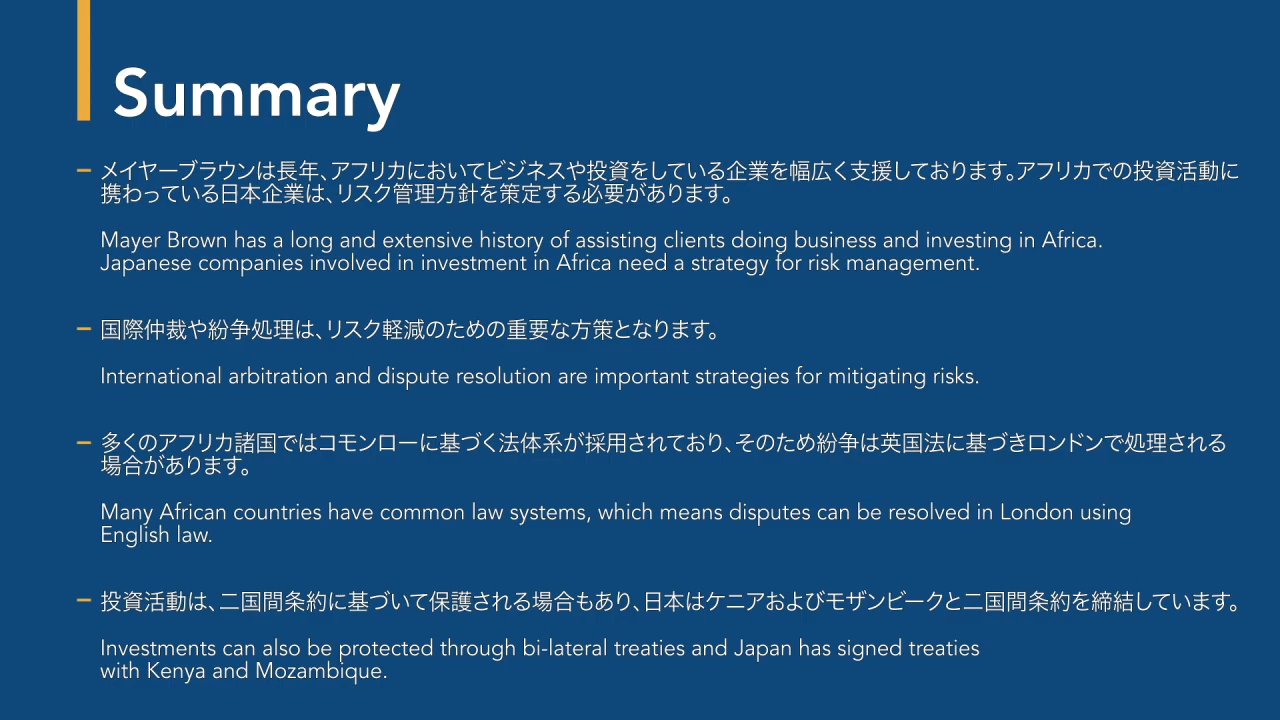 Summary
– メイヤーブラウンは長年、アフリカにおいてビジネスや投資をしている企業を幅広く支援しております。アフリカでの投資活動に
携わっている日本企業は、リスク管理方針を策定する必要があります。
Mayer Brown has a long and extensive history of assisting clients doing business and investing in Africa.
Japanese companies involved in investment in Africa need a strategy for risk management.
– 国際仲裁や紛争処理は、リスク軽減のための重要な方策となります。
International arbitration and dispute resolution are important strategies for mitigating risks.
– 多くのアフリカ諸国ではコモンローに基づく法体系が採用されており、そのため紛争は英国法に基づきロンドンで処理される
場合があります。
Many African countries have common law systems, which means disputes can be resolved in London using
English law.
– 投資活動は、二国間条約に基づいて保護される場合もあり、日本はケニアおよびモザンビークと二国間条約を締結しています。
Investments can also be protected through bi-lateral treaties and Japan has signed treaties
with Kenya and Mozambique.